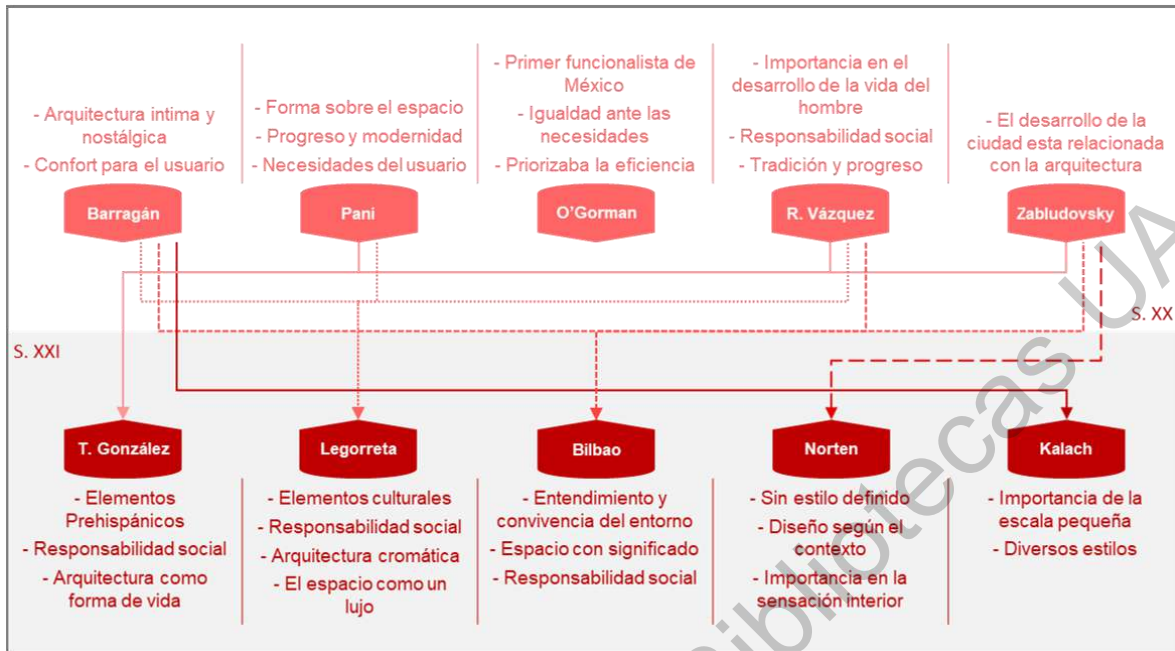 - Arquitectura intima y
nostálgica
- Confort para el usuario
Barragán
- Forma sobre el espacio
- Progreso y modernidad
- Necesidades del usuario
Pani
- Primer funcionalista de
México
- Igualdad ante las
necesidades
- Priorizaba la eficiencia
O'Gorman
- Importancia en el
desarrollo de la vida del
hombre
- Responsabilidad social
- Tradición y progreso
R. Vázquez
- El desarrollo de la
ciudad esta relacionada
con la arquitectura
Zabludovsky
S. XX
S. XXI
T. González
- Elementos
Prehispánicos
- Responsabilidad social
- Arquitectura como
forma de vida
Legorreta
- Elementos culturales
- Responsabilidad social
- Arquitectura cromática
- El espacio como un
lujo
Bilbao
- Entendimiento y
convivencia del entorno
- Espacio con significado
- Responsabilidad social
Norten
- Sin estilo definido
- Diseño según el
contexto
- Importancia en la
sensación interior
Kalach
- Importancia de la
escala pequeña
- Diversos estilos
Bibliotecas UA